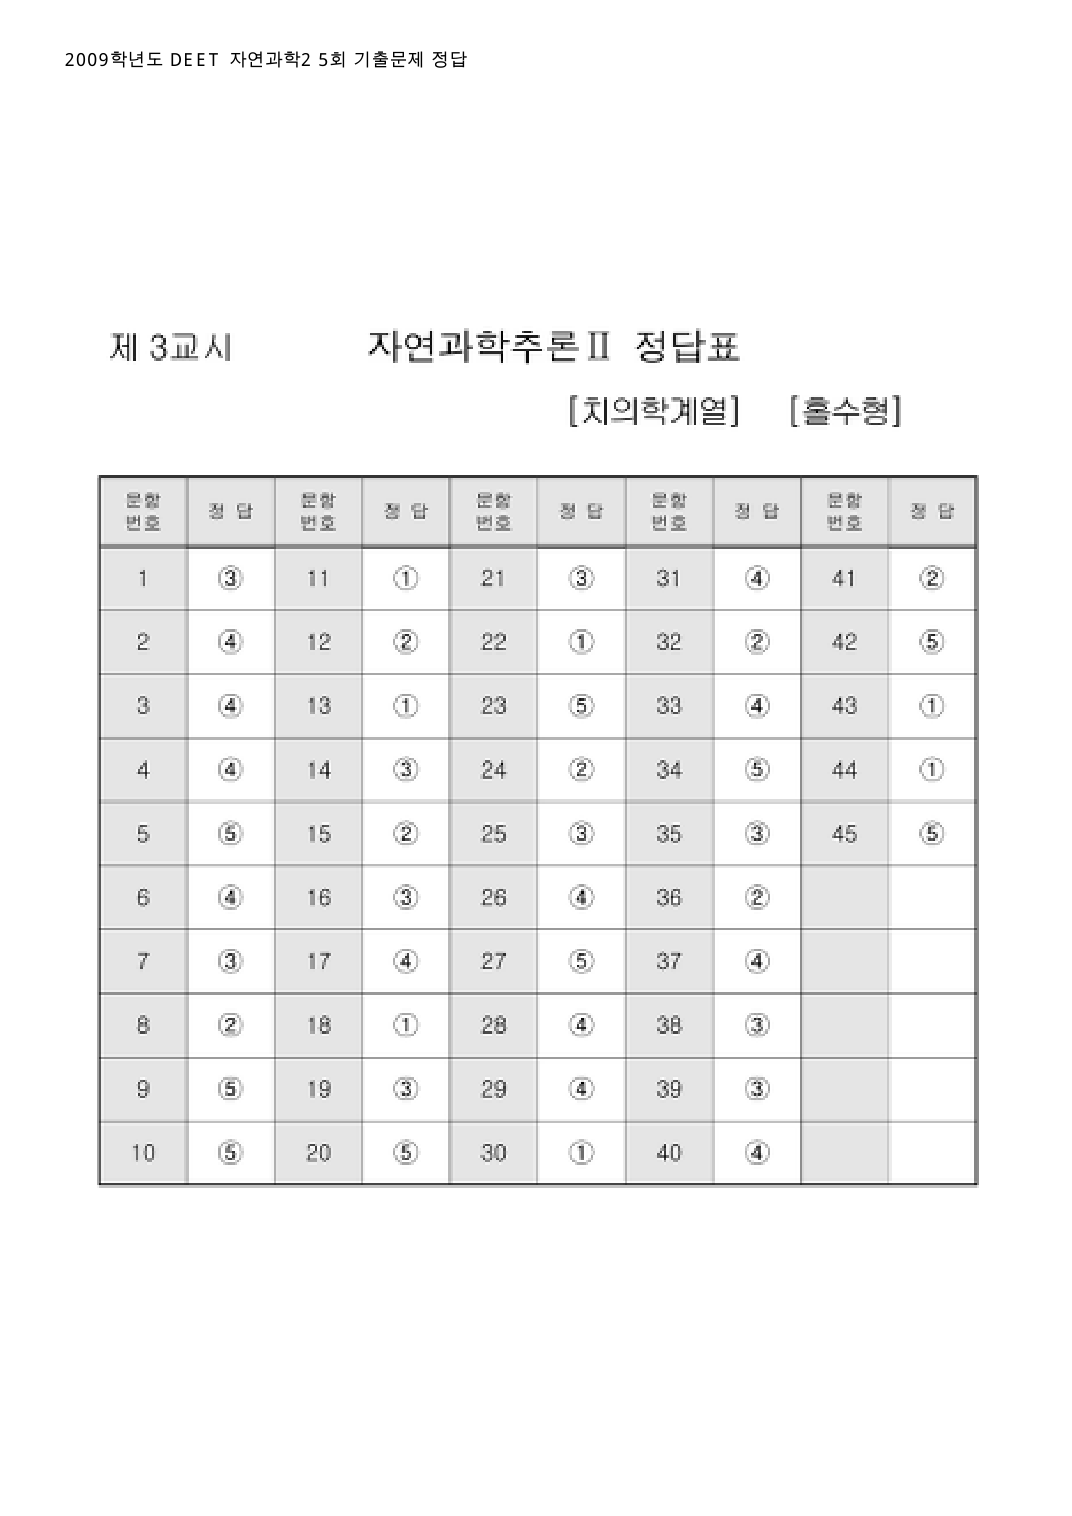 2009학년도 DEET 자연과학2 5회 기출문제 정답
제 3교시 자연과학추론Ⅱ 정답표
[치의학계열] [홀수형]
문항 번호 정 답 문항 번호 정 답 문항 번호 정 답 문항 번호 정 답 문항 번호 정 답
1 ③ 11 ① 21 ③ 31 ④ 41 ②
2 ④ 12 ② 22 ① 32 ② 42 ⑤
3 ④ 13 ① 23 ⑤ 33 ④ 43 ①
4 ④ 14 ③ 24 ② 34 ⑤ 44 ①
5 ⑤ 15 ② 25 ③ 35 ③ 45 ⑤
6 ④ 16 ③ 26 ④ 36 ②
7 ③ 17 ④ 27 ⑤ 37 ④
8 ② 18 ① 28 ④ 38 ③
9 ⑤ 19 ③ 29 ④ 39 ③
10 ⑤ 20 ⑤ 30 ① 40 ④